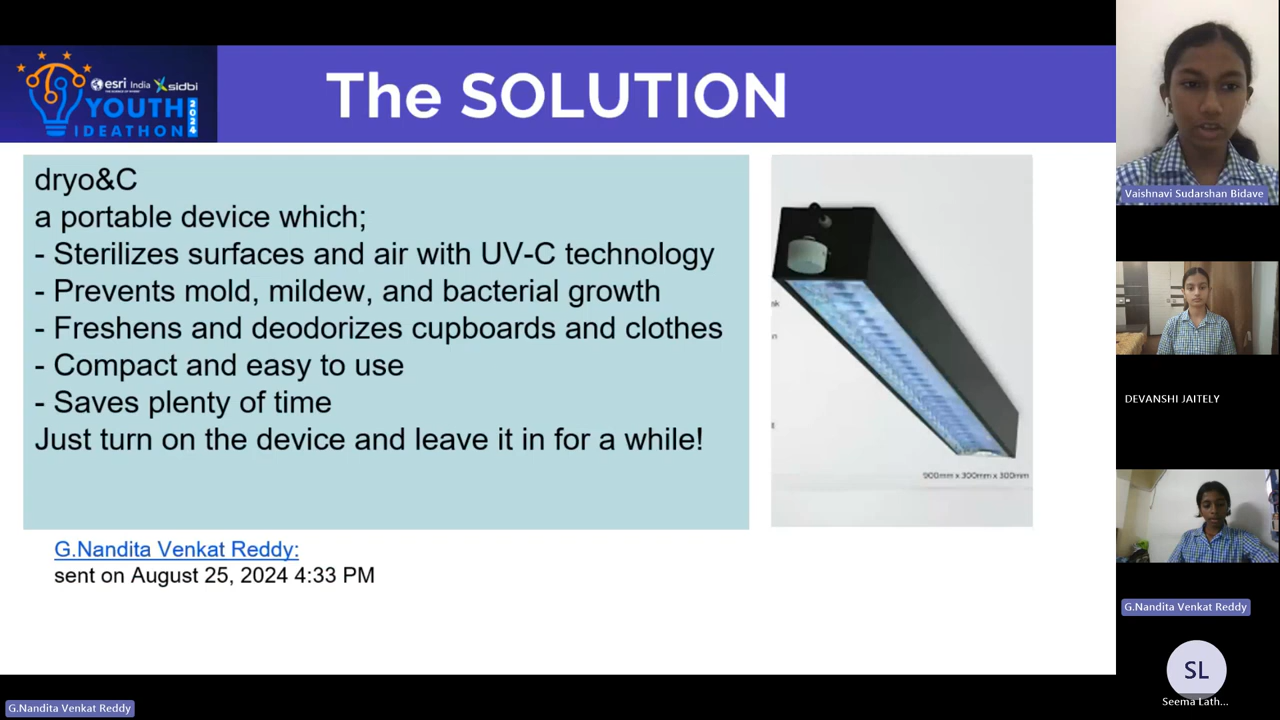 esri India sidbi
YOUTH
2024
IDEATHON
The SOLUTION
dryo&C
a portable device which;
- Sterilizes surfaces and air with UV-C technology
- Prevents mold, mildew, and bacterial growth
- Freshens and deodorizes cupboards and clothes
- Compact and easy to use
- Saves plenty of time
Just turn on the device and leave it in for a while!
900mm x 300mm x 300mm
G.Nandita Venkat Reddy:
sent on August 25, 2024 4:33 PM
G.Nandita Venkat Reddy
Vaishnavi Sudarshan Bidave
DEVANSHI JAITELY
G.Nandita Venkat Reddy
SL
Seema Lath...